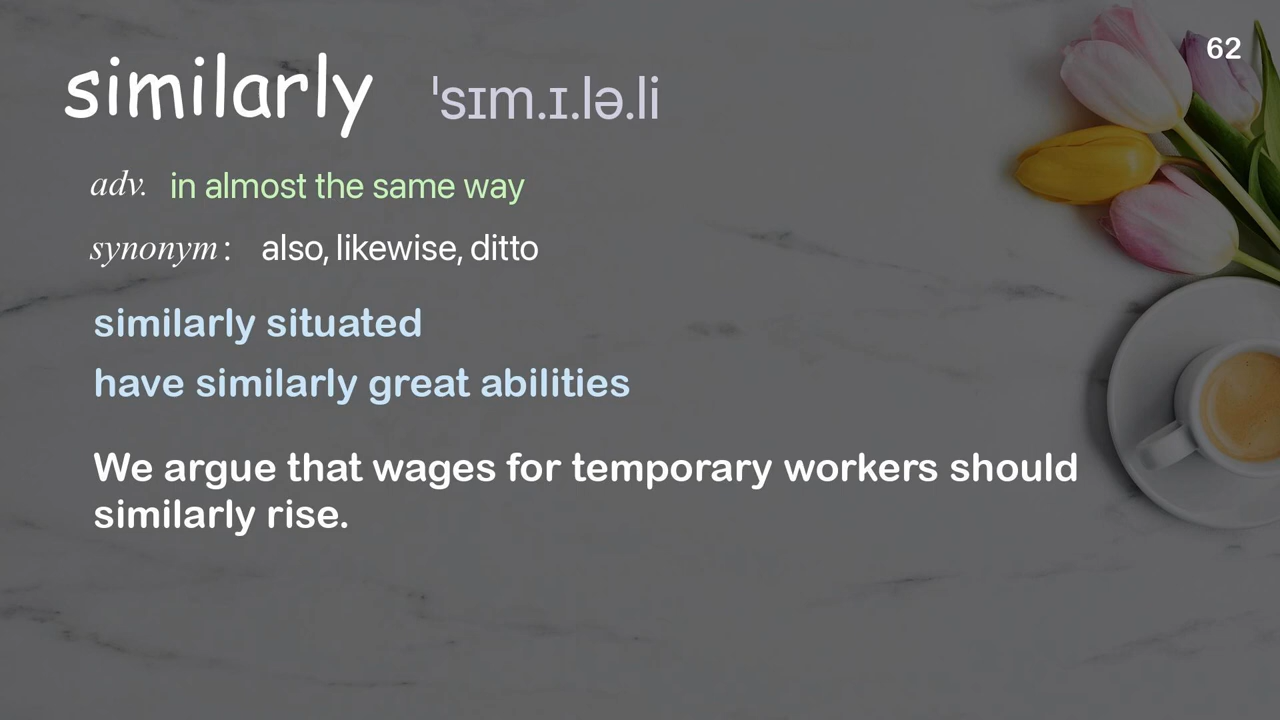 62
similarly ˈsɪm.ɪ.lə.li
adv. in almost the same way
synonym: also, likewise, ditto
similarly situated
have similarly great abilities
We argue that wages for temporary workers should
similarly rise.